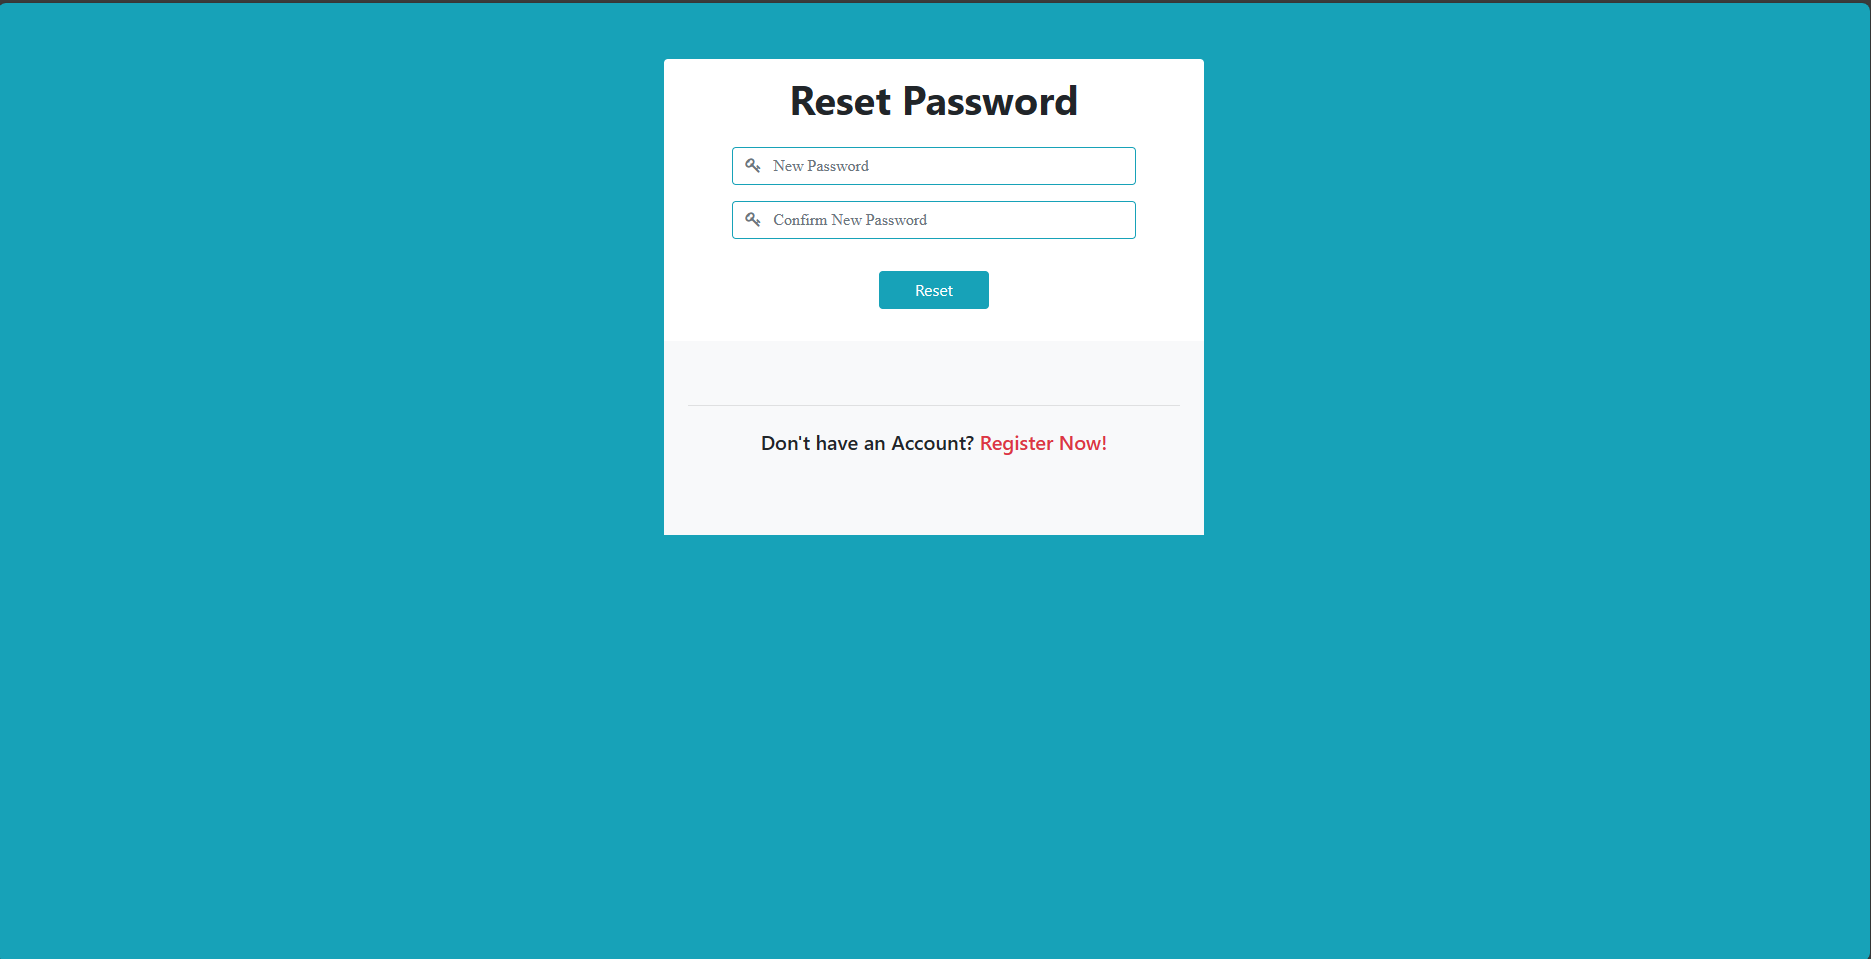 Reset Password
New Password
Confirm New Password
Reset
Don't have an Account? Register Now!